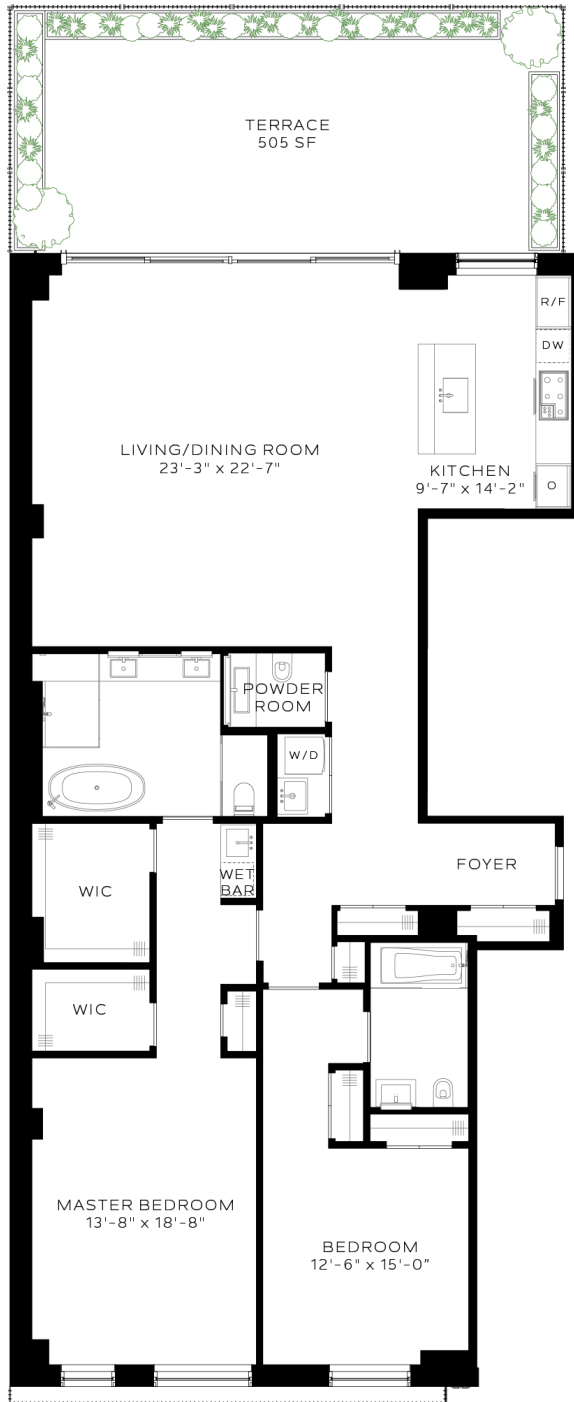 TERRACE
505 SF
R/F
DW
LIVING/DINING ROOM
23'-3" x 22'-7"
KITCHEN
9'-7" x 14'-2"
POWDER
ROOM
W/D
WET
BAR
FOYER
WIC
WIC
MASTER BEDROOM
13'-8" x 18'-8"
BEDROOM
12'-6" x 15'-0"